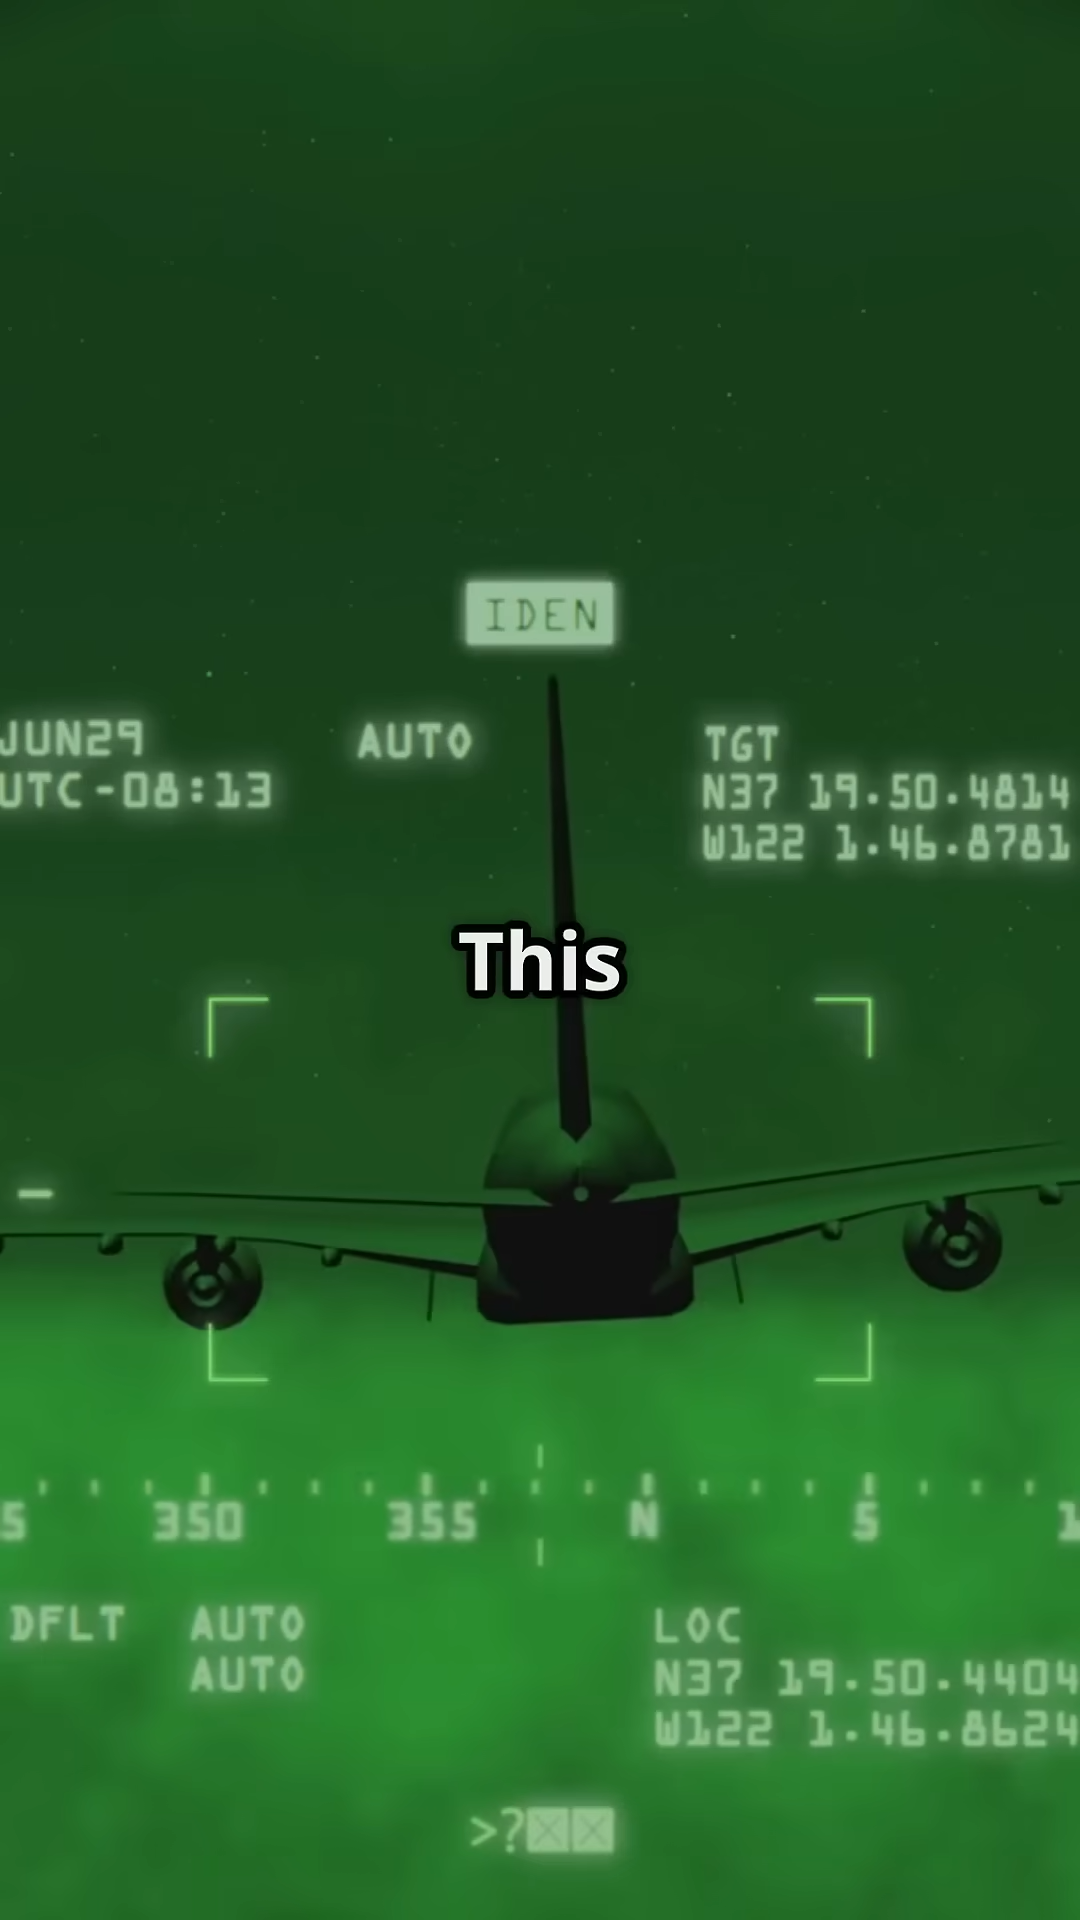 IDEN
JUN29
UTC-08:13
AUTO
TGT
N37 19.50.4814
W122 1.46.8781
This
350
355
N
5
DFLT
AUTO
AUTO
LOC
N37 19.50.4404
W122 1.46.8624
>?